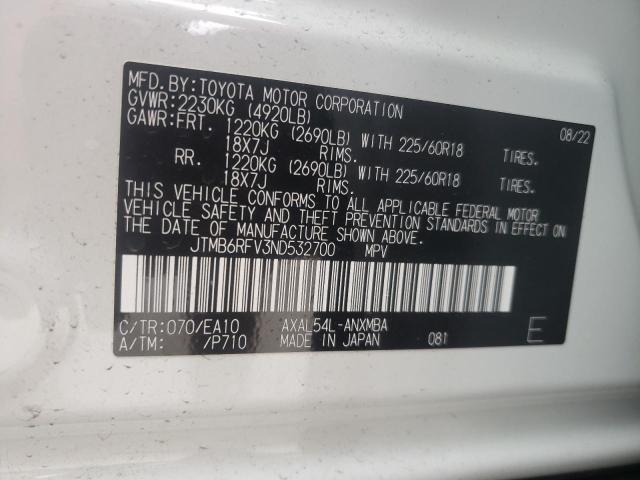 MFD.BY:TOYOTA MOTOR CORPORATION 08/22
GVWR:2230KG (4920LB)
GAWR:FRT. 1220KG (2690LB) WITH 225/60R18 TIRES.
18X7J RIMS.
RR. 1220KG (2690LB) WITH 225/60R18 TIRES.
18X7J RIMS.
THIS VEHICLE CONFORMS TO ALL APPLICABLE FEDERAL MOTOR
VEHICLE SAFETY AND THEFT PREVENTION STANDARDS IN EFFECT ON
THE DATE OF MANUFACTURE SHOWN ABOVE.
JTMB6RFV3ND532700 MPV
C/TR:070/EA10 AXAL54L-ANXMBA
A/TM: /P710 MADE IN JAPAN 081 E